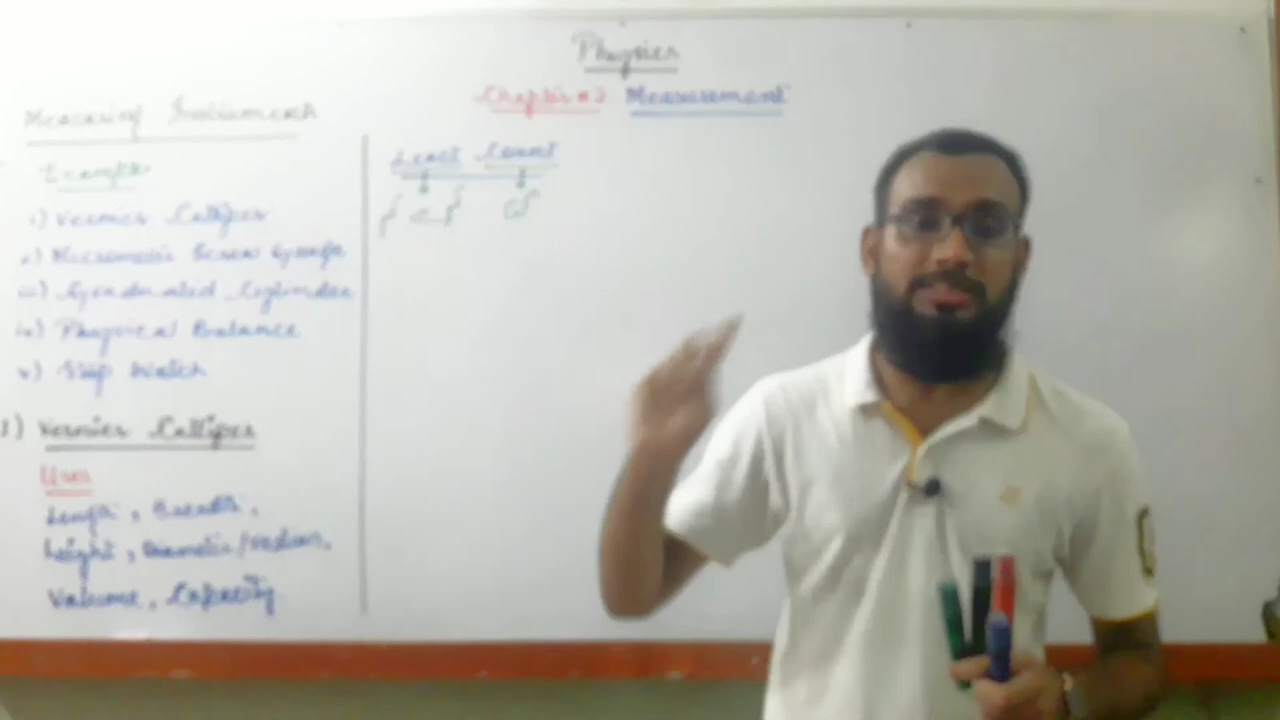 Physics
Chapter # 2 Measurement
Measuring Instruments
Example
i) Vernier Callipers
ii) Micrometer Screw Gauge
iii) Graduated Cylinder
iv) Physical Balance
v) Stop Watch
1) Vernier Callipers
Uses
Length, Breadth,
height, Diameter/Radius,
Volume, Capacity
Least Count